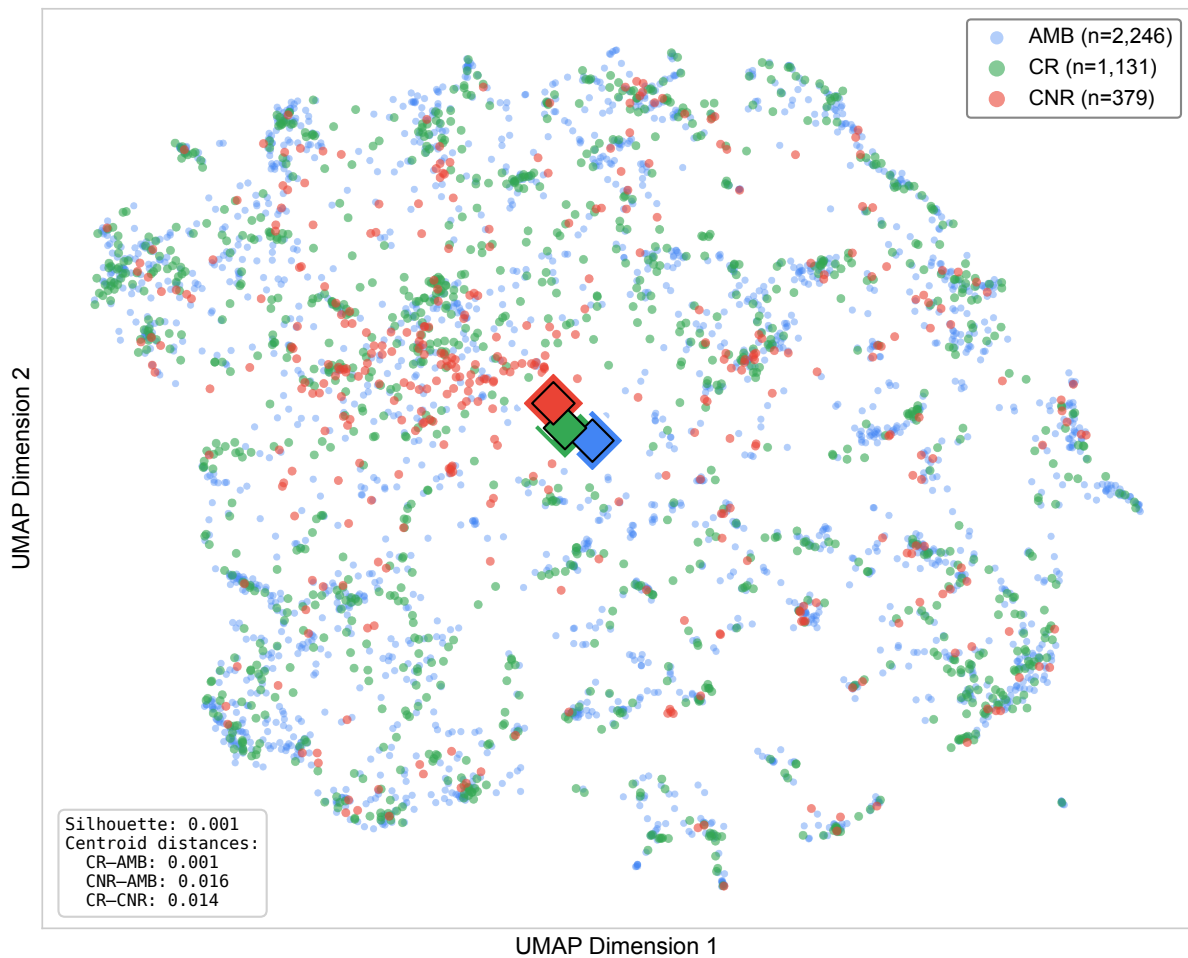 AMB (n=2,246)
CR (n=1,131)
CNR (n=379)
UMAP Dimension 2
Silhouette: 0.001
Centroid distances:
CR—AMB: 0.001
CNR—AMB: 0.016
CR—CNR: 0.014
UMAP Dimension 1